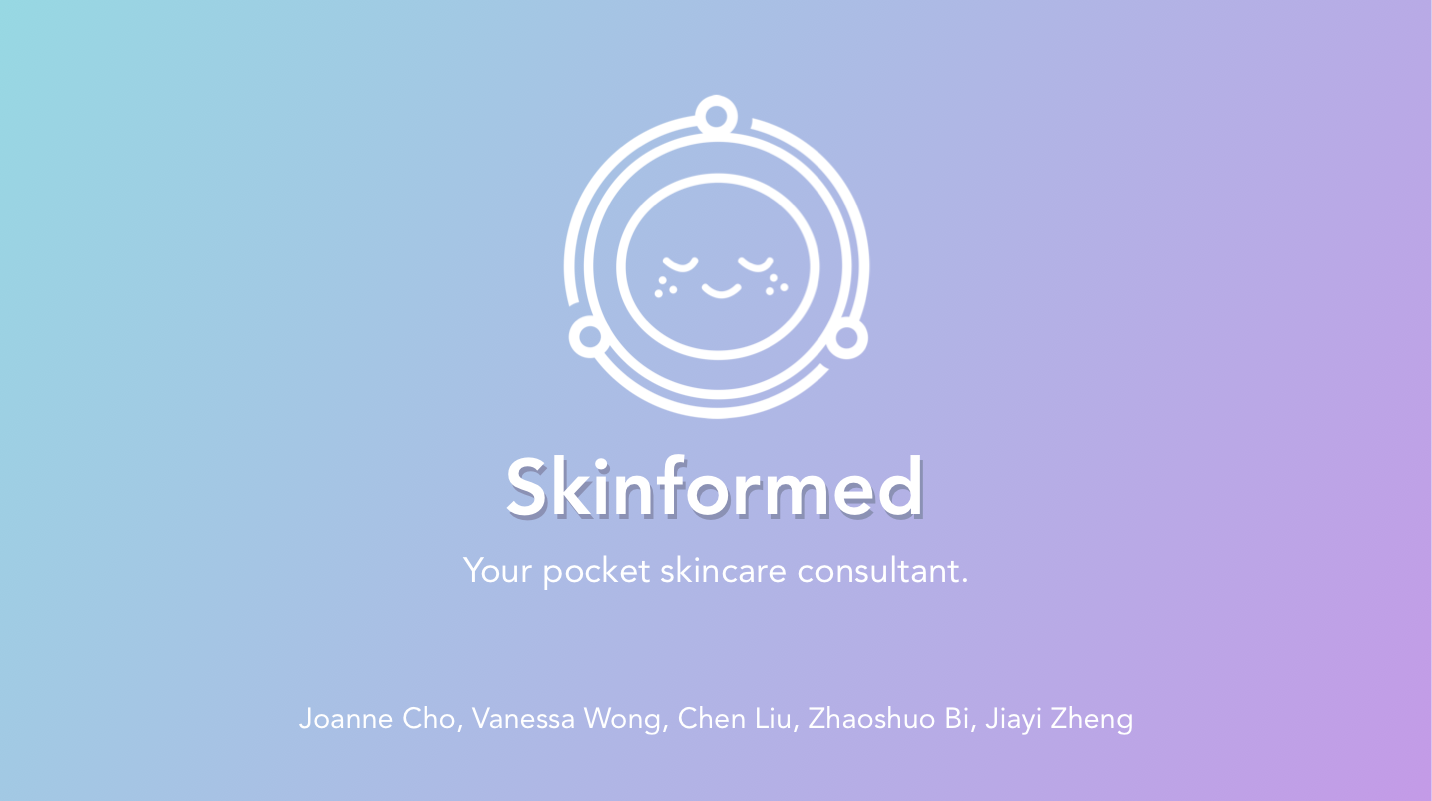 Skinformed
Your pocket skincare consultant.
Joanne Cho, Vanessa Wong, Chen Liu, Zhaoshuo Bi, Jiayi Zheng